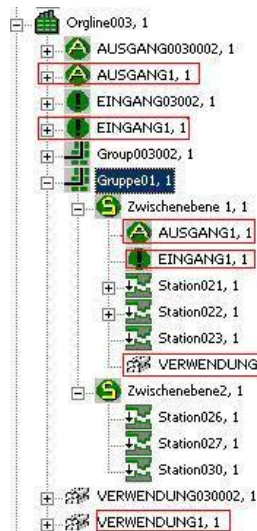 Orgline003, 1
AUSGANG0030002, 1
AUSGANG1, 1
EINGANG03002, 1
EINGANG1, 1
Group003002, 1
Gruppe01, 1
Zwischenebene 1, 1
AUSGANG1, 1
EINGANG1, 1
Station021, 1
Station022, 1
Station023, 1
VERWENDUNG
Zwischenebene2, 1
Station026, 1
Station027, 1
Station030, 1
VERWENDUNG030002, 1
VERWENDUNG1, 1